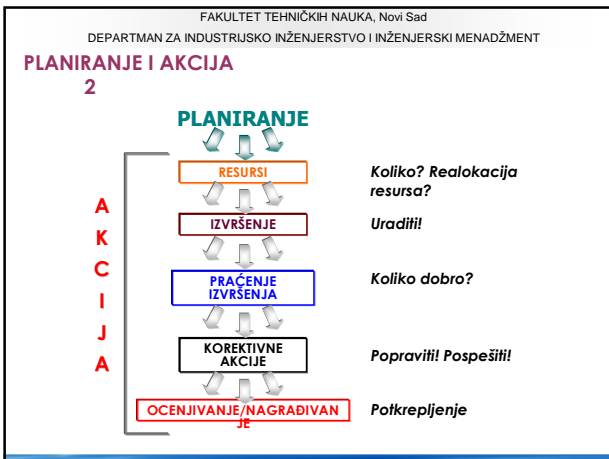 FAKULTET TEHNIČKIH NAUKA, Novi Sad
DEPARTMAN ZA INDUSTRIJSKO INŽENJERSTVO I INŽENJERSKI MENADŽMENT
PLANIRANJE I AKCIJA
2
PLANIRANJE
RESURSI
Koliko? Realokacija
resursa?
A
K
C
I
J
A
IZVRŠENJE
Uraditi!
PRAĆENJE
IZVRŠENJA
Koliko dobro?
KOREKTIVNE
AKCIJE
Popraviti! Pospešiti!
OCENJIVANJE/NAGRAĐIVAN
JE
Potkrepljenje